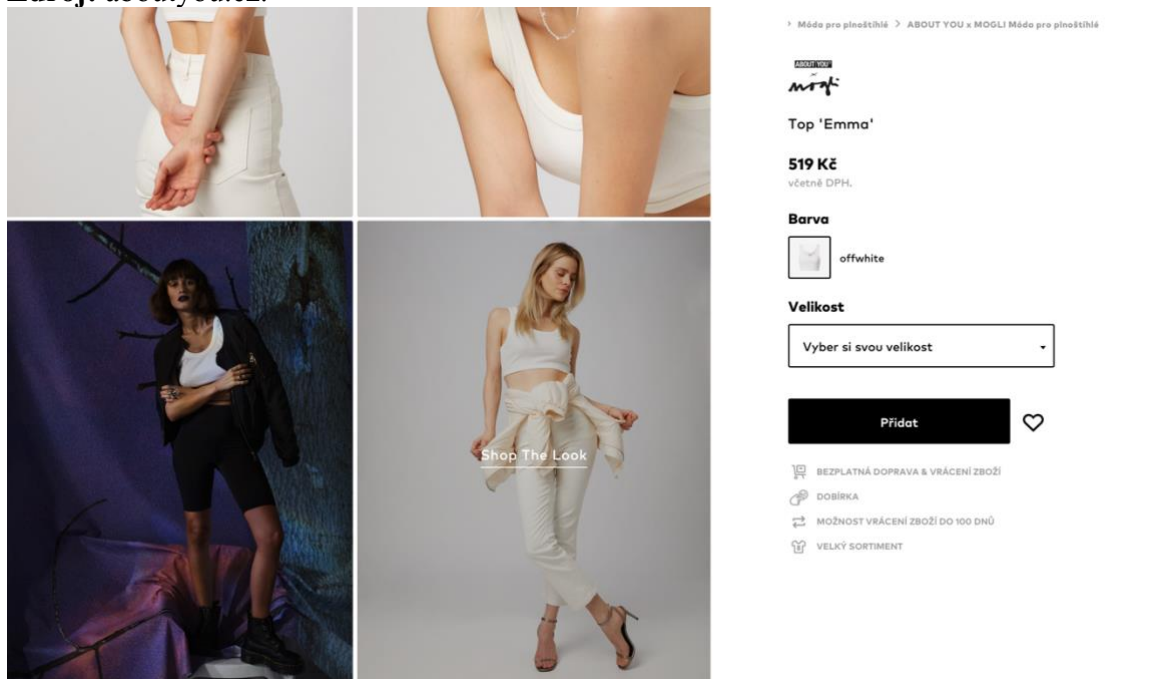 Zdroj: aboutyou.cz.
› Móda pro plnoštíhlé > ABOUT YOU x MOGLI Móda pro plnoštíhlé
ABOUT YOU°
x
mogli
Top 'Emma'
519 Kč
včetně DPH.
Barva
offwhite
Velikost
Vyber si svou velikost
Přidat
BEZPLATNÁ DOPRAVA & VRÁCENÍ ZBOŽÍ
DOBÍRKA
MOŽNOST VRÁCENÍ ZBOŽÍ DO 100 DNŮ
VELKÝ SORTIMENT
Shop The Look